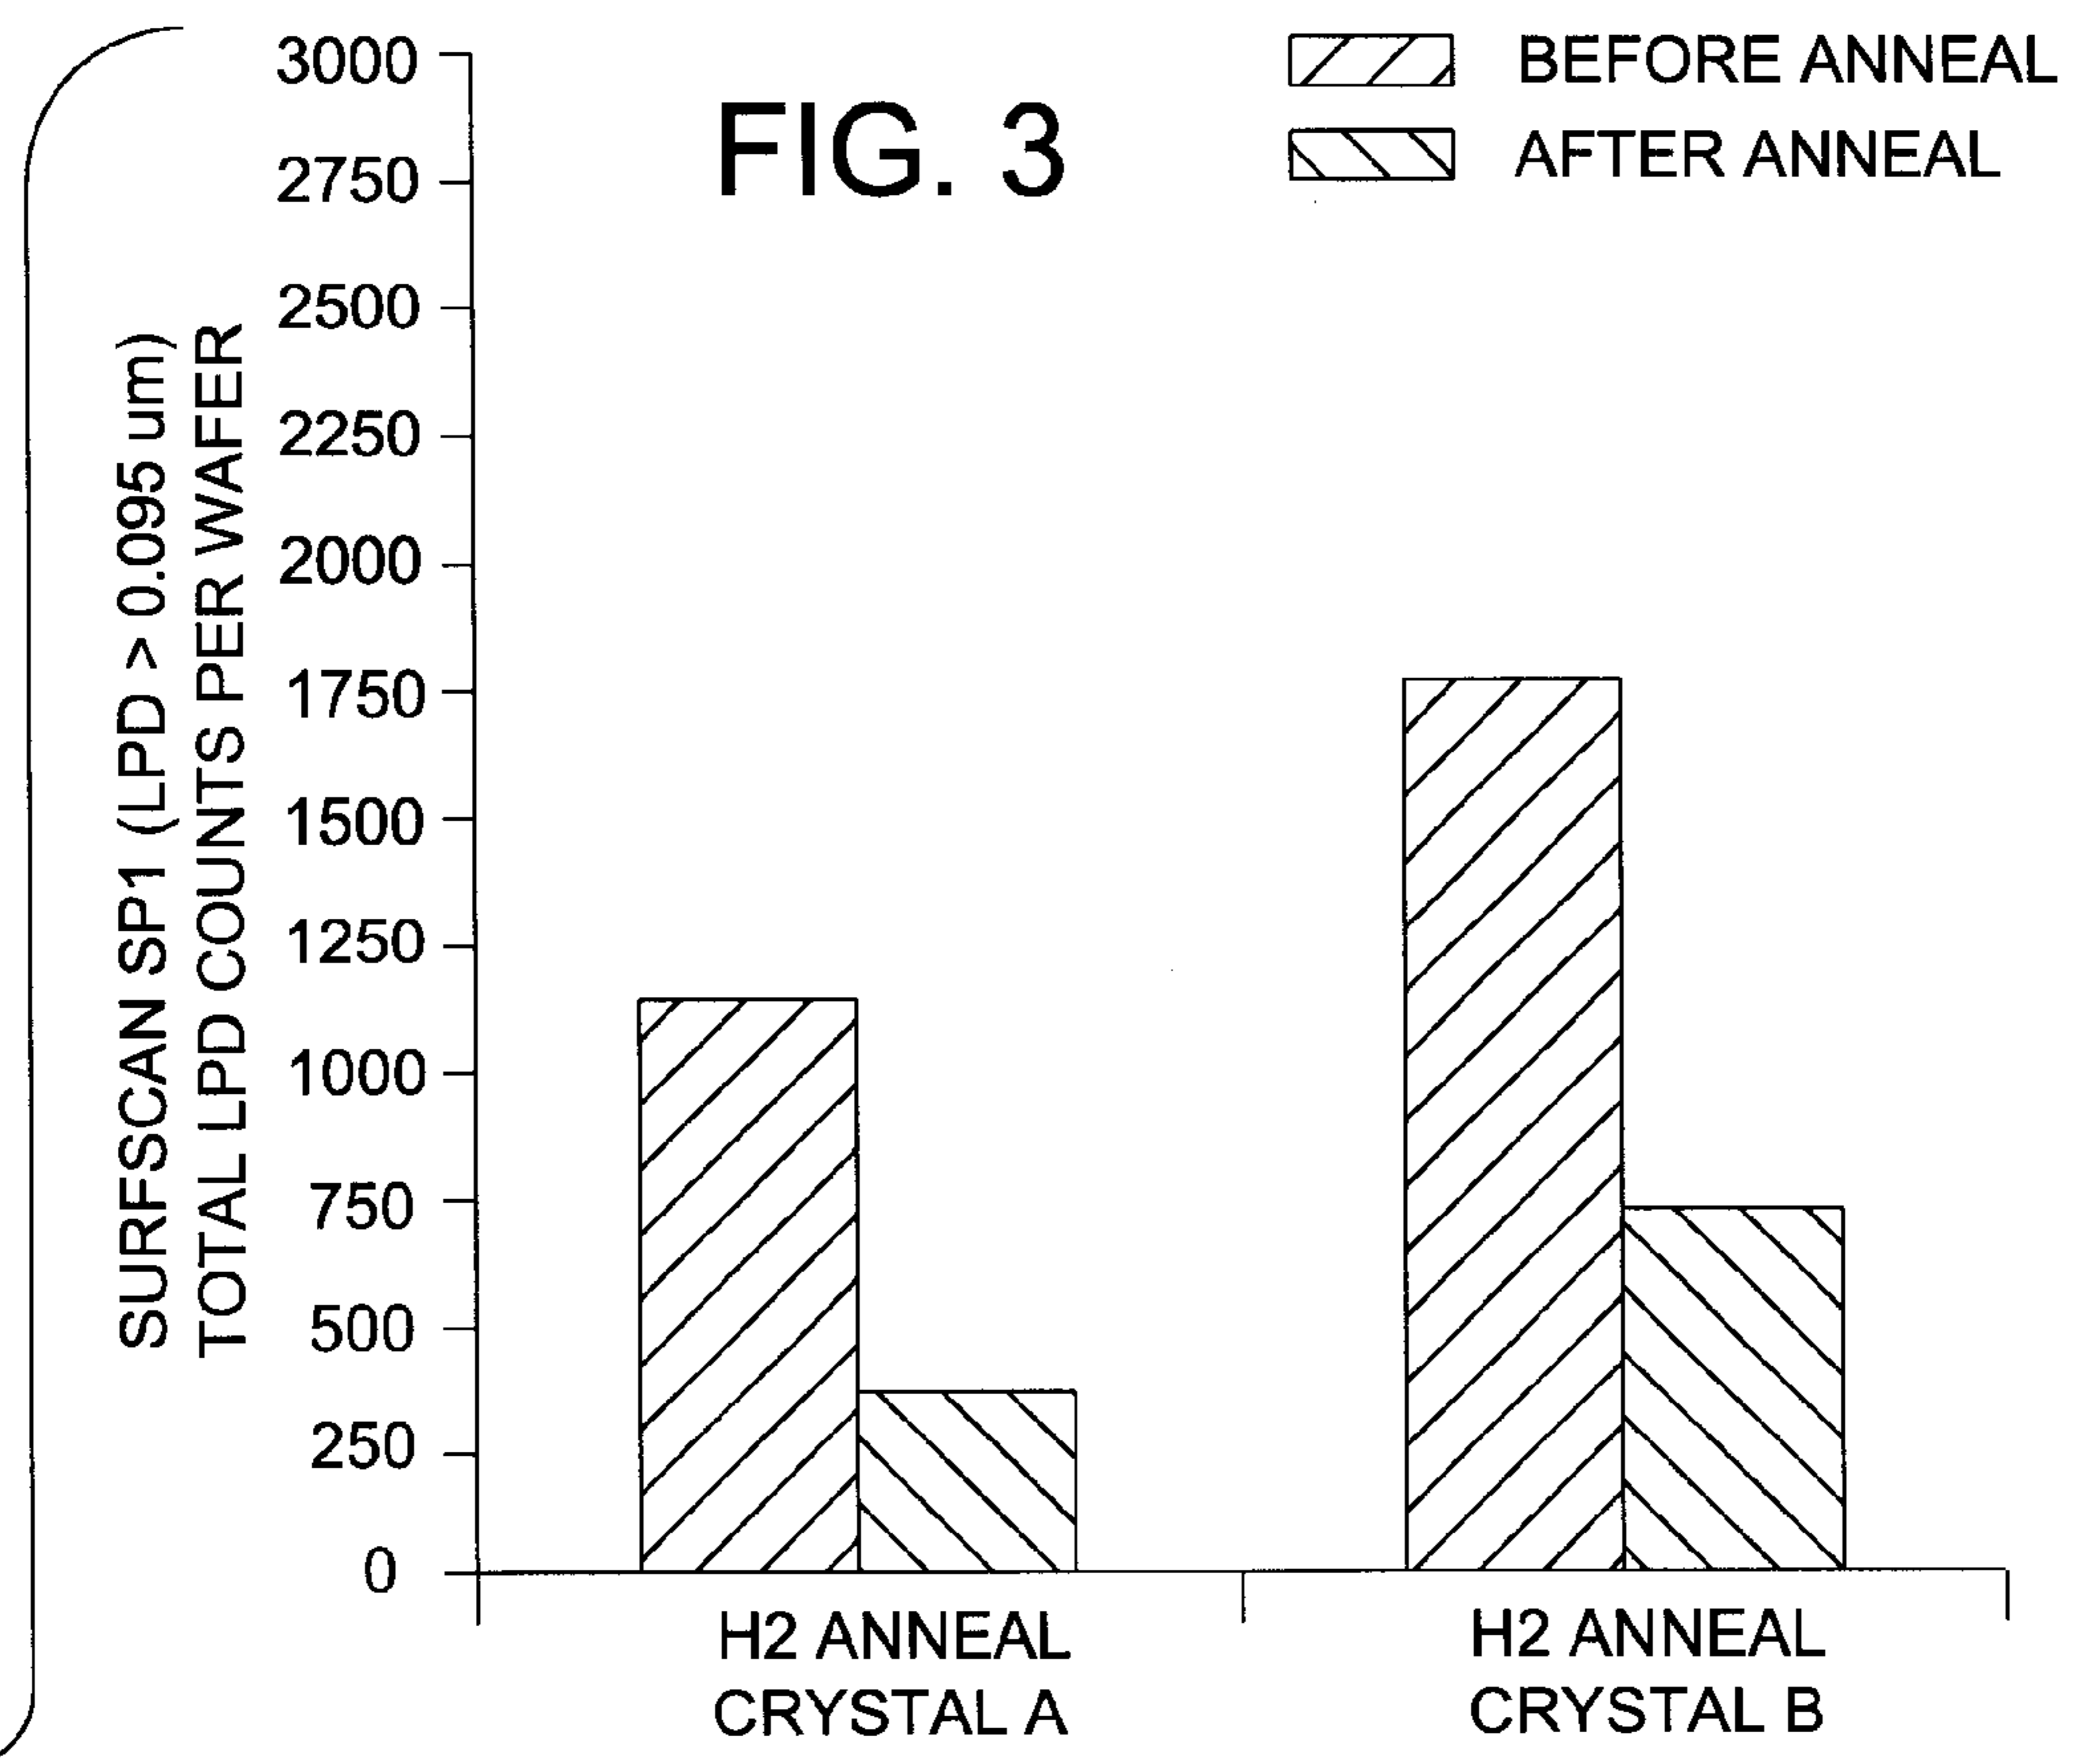 FIG. 3
BEFORE ANNEAL
AFTER ANNEAL
SURFSCAN SP1 (LPD > 0.095 um)
TOTAL LPD COUNTS PER WAFER
3000
2750
2500
2250
2000
1750
1500
1250
1000
750
500
250
0
H2 ANNEAL
CRYSTAL A
H2 ANNEAL
CRYSTAL B